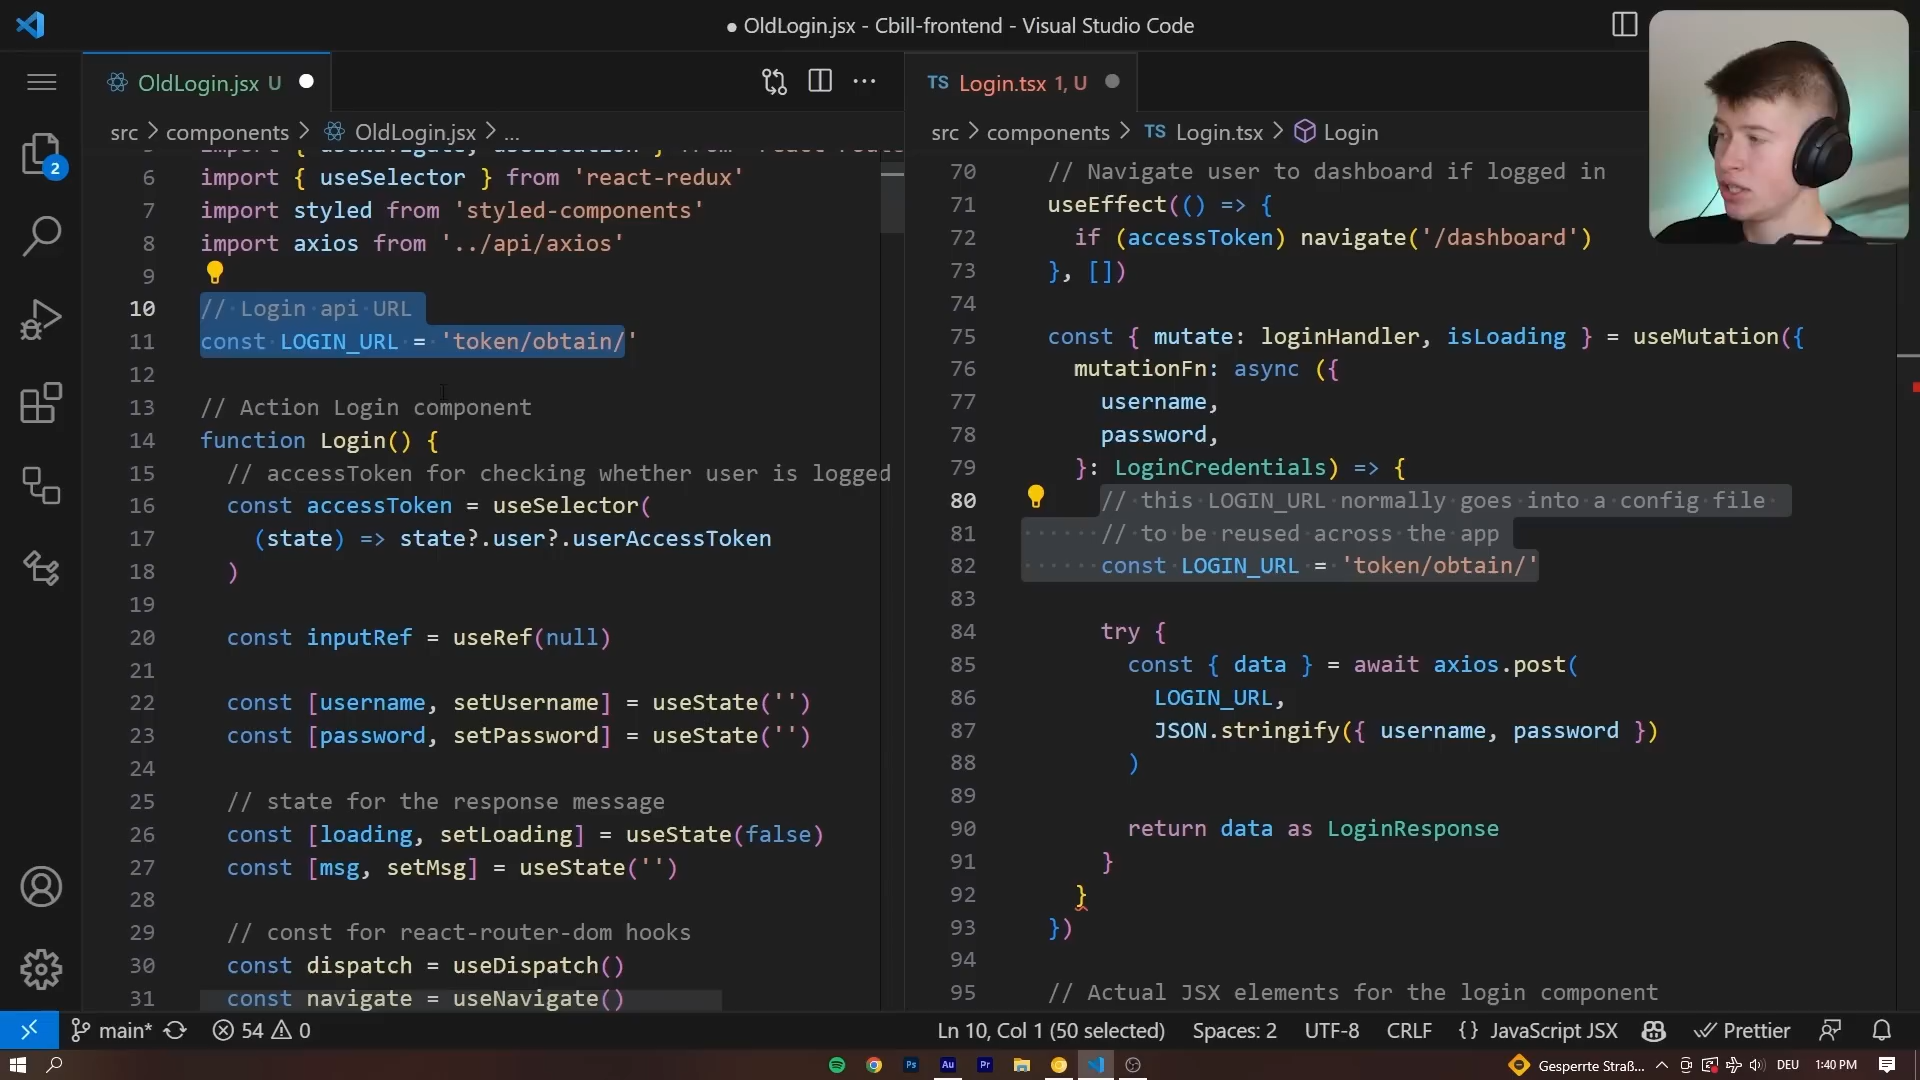 ● OldLogin.jsx - Cbill-frontend - Visual Studio Code
OldLogin.jsx U
src > components > OldLogin.jsx > ...
6 import { useSelector } from 'react-redux'
7 import styled from 'styled-components'
8 import axios from '../api/axios'
9
10 // Login api URL
11 const LOGIN_URL = 'token/obtain/'
12
13 // Action Login component
14 function Login() {
15 // accessToken for checking whether user is logged
16 const accessToken = useSelector(
17 (state) => state?.user?.userAccessToken
18 )
19
20 const inputRef = useRef(null)
21
22 const [username, setUsername] = useState('')
23 const [password, setPassword] = useState('')
24
25 // state for the response message
26 const [loading, setLoading] = useState(false)
27 const [msg, setMsg] = useState('')
28
29 // const for react-router-dom hooks
30 const dispatch = useDispatch()
31 const navigate = useNavigate()
TS Login.tsx 1, U
src > components > TS Login.tsx > Login
70 // Navigate user to dashboard if logged in
71 useEffect(() => {
72 if (accessToken) navigate('/dashboard')
73 }, [])
74
75 const { mutate: loginHandler, isLoading } = useMutation({
76 mutationFn: async ({
77 username,
78 password,
79 }: LoginCredentials) => {
80 // this LOGIN_URL normally goes into a config file
81 // to be reused across the app
82 const LOGIN_URL = 'token/obtain/'
83
84 try {
85 const { data } = await axios.post(
86 LOGIN_URL,
87 JSON.stringify({ username, password })
88 )
89
90 return data as LoginResponse
91 }
92 }
93 })
94
95 // Actual JSX elements for the login component
2
main* 54 0 Ln 10, Col 1 (50 selected) Spaces: 2 UTF-8 CRLF {} JavaScript JSX Prettier
Ps Au Pr Gesperrte Straß... DEU 1:40 PM